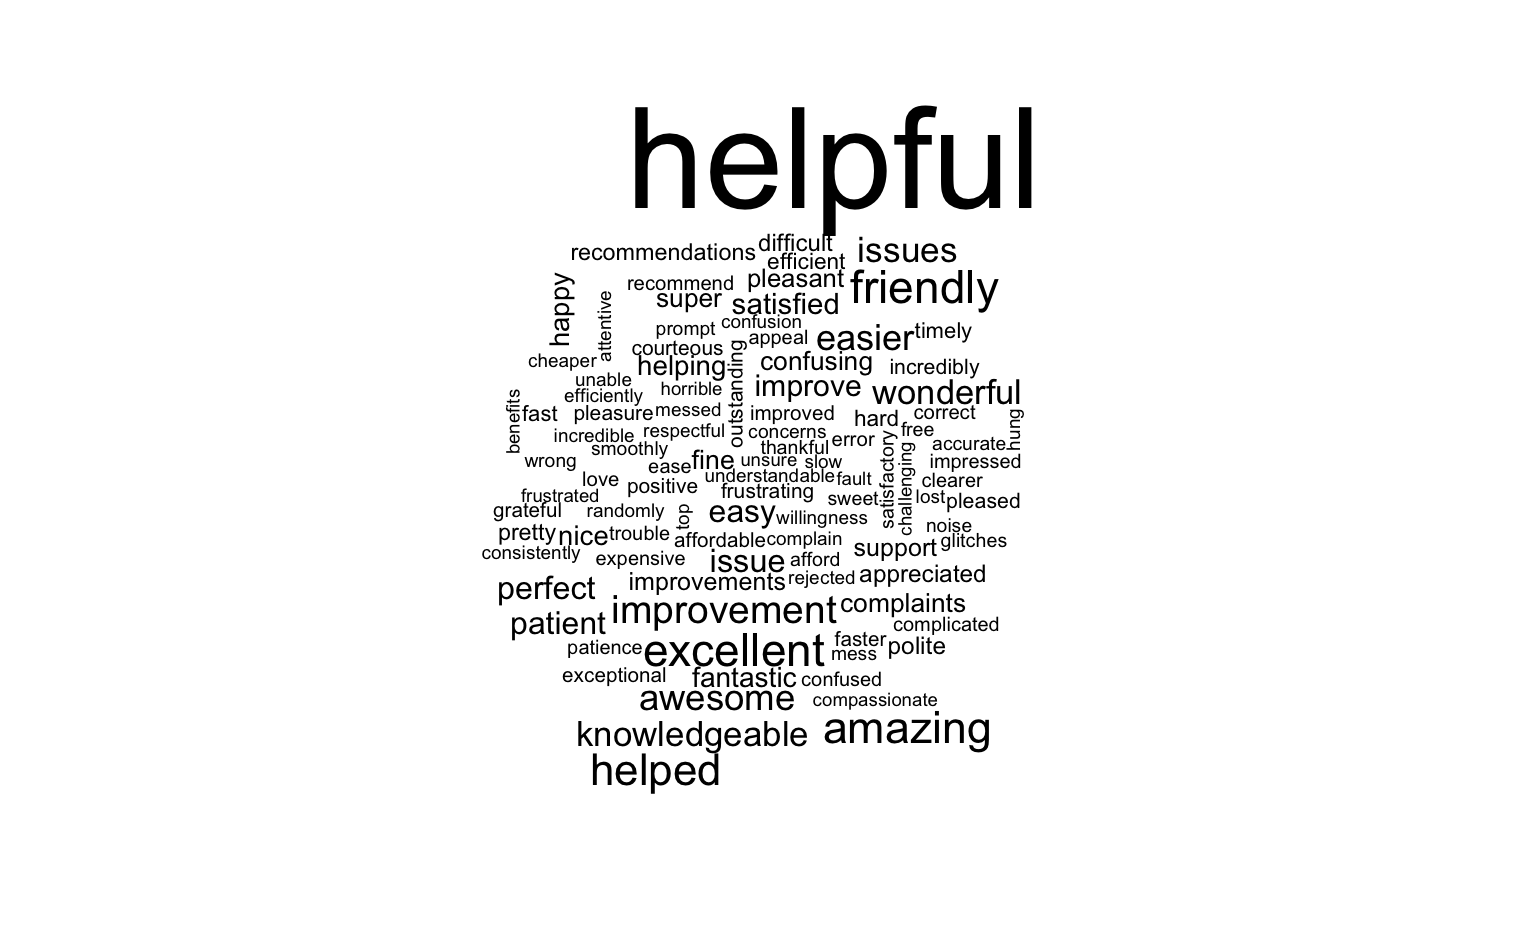 helpful
recommendations difficult issues
efficient
happy recommend pleasant friendly
attentive super satisfied
prompt confusion
courteous appeal easier timely
cheaper helping outstanding confusing incredibly
unable horrible improve wonderful
efficiently
benefits fast pleasure messed improved hard correct hung
incredible respectful concerns free
smoothly thankful error accurate
wrong ease fine unsure slow satisfactory challenging impressed
love positive understandable fault clearer
frustrated frustrating sweet lost pleased
grateful randomly top easy willingness
pretty nice trouble affordable complain noise
consistently expensive issue afford support glitches
perfect improvements rejected appreciated
improvement complaints
patient complicated
patience excellent faster polite
mess
exceptional fantastic confused
awesome compassionate
knowledgeable amazing
helped